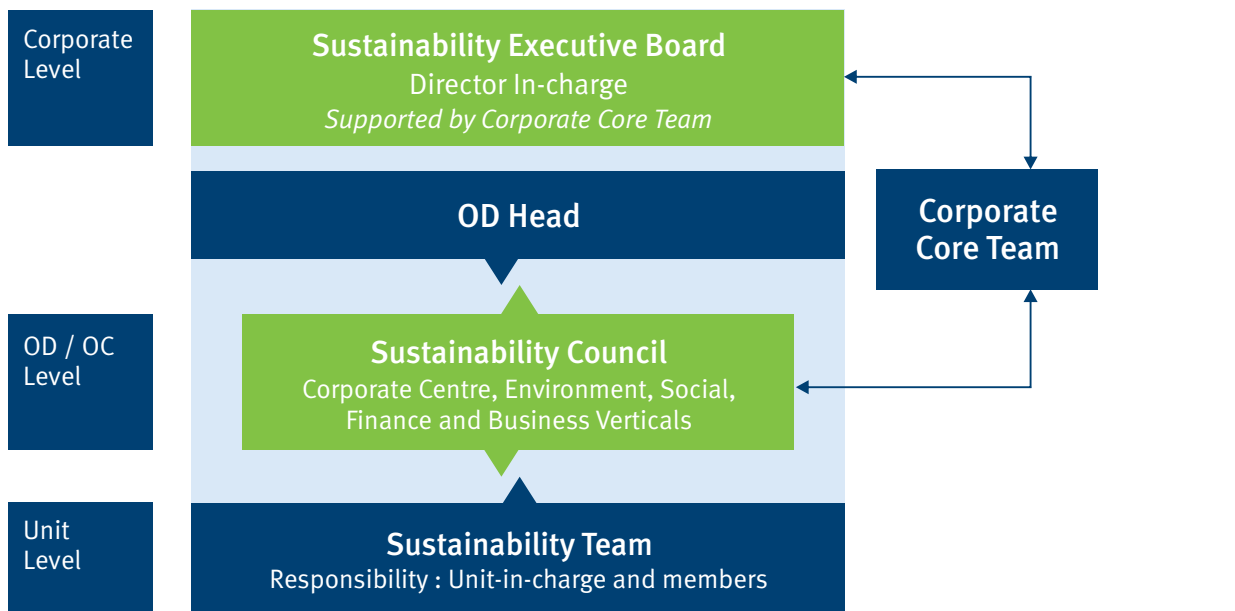 Corporate
Level
Sustainability Executive Board
Director In-charge
Supported by Corporate Core Team
OD Head
Corporate
Core Team
OD / OC
Level
Sustainability Council
Corporate Centre, Environment, Social,
Finance and Business Verticals
Unit
Level
Sustainability Team
Responsibility : Unit-in-charge and members